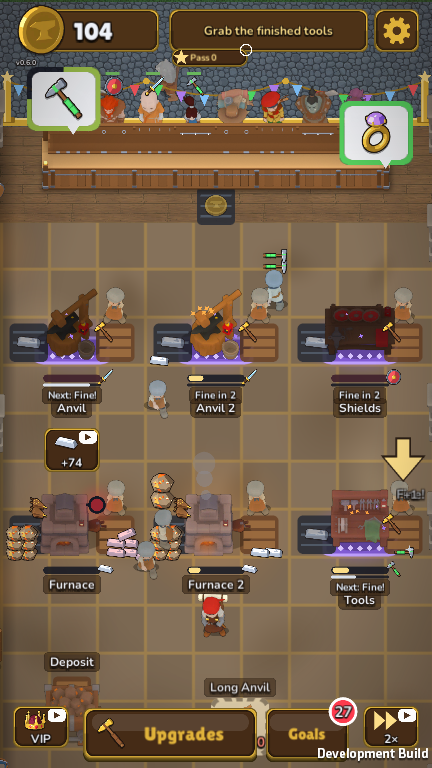 104
Grab the finished tools
v0.6.0
Pass 0
Next: Fine!
Anvil
Fine in 2
Anvil 2
Fine in 2
Shields
+74
Furnace
Furnace 2
Next: Fine!
Tools
Deposit
Long Anvil
VIP
Upgrades
Goals
27
2×
Development Build